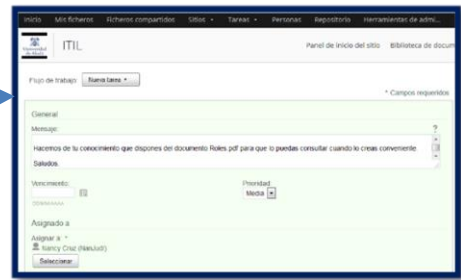 Inicio Mis ficheros Ficheros compartidos Sitios Tareas Personas Repositorio Herramientas de admi...
Universidad de Alcalá
ITIL
Panel de inicio del sitio Biblioteca de docum
Flujo de trabajo: Nueva tarea
* Campos requeridos
General
Mensaje: ?
Hacemos de tu conocimiento que dispones del documento Roles.pdf para que lo puedas consultar cuando lo creas conveniente.
Saludos.
Vencimiento: Prioridad
Media
Asignado a
Asignar a: *
Nancy Cruz
Seleccionar